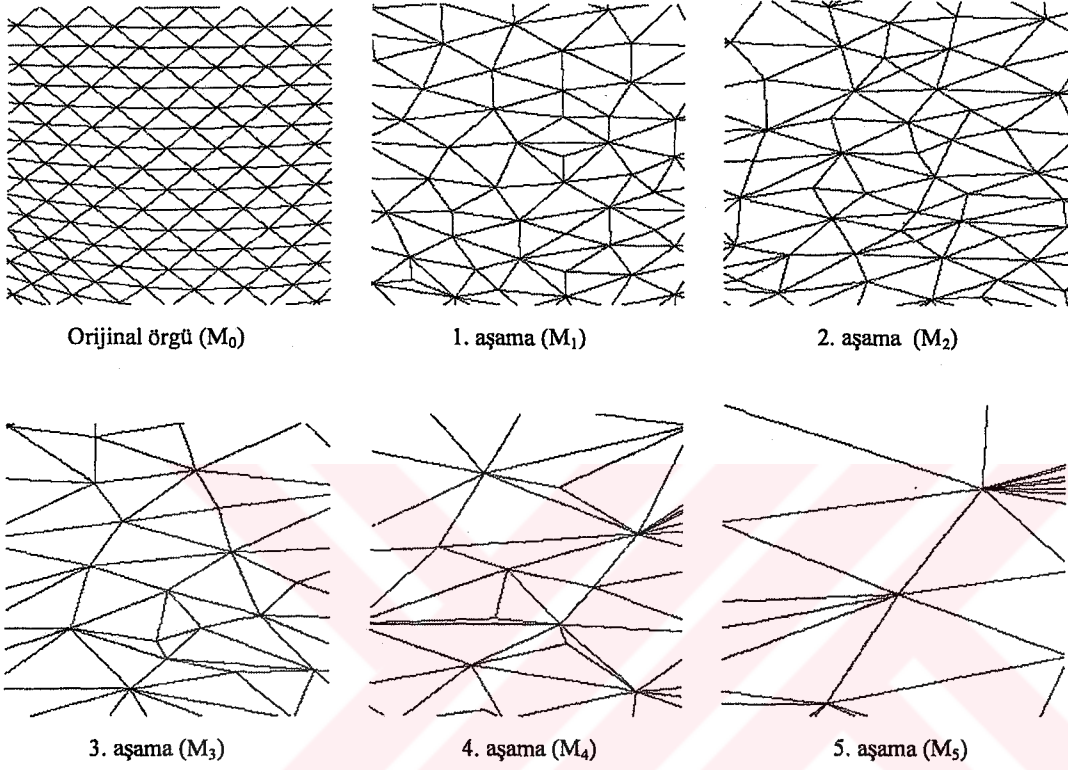 Orijinal örgü (M₀)
1. aşama (M₁)
2. aşama (M₂)
3. aşama (M₃)
4. aşama (M₄)
5. aşama (M₅)